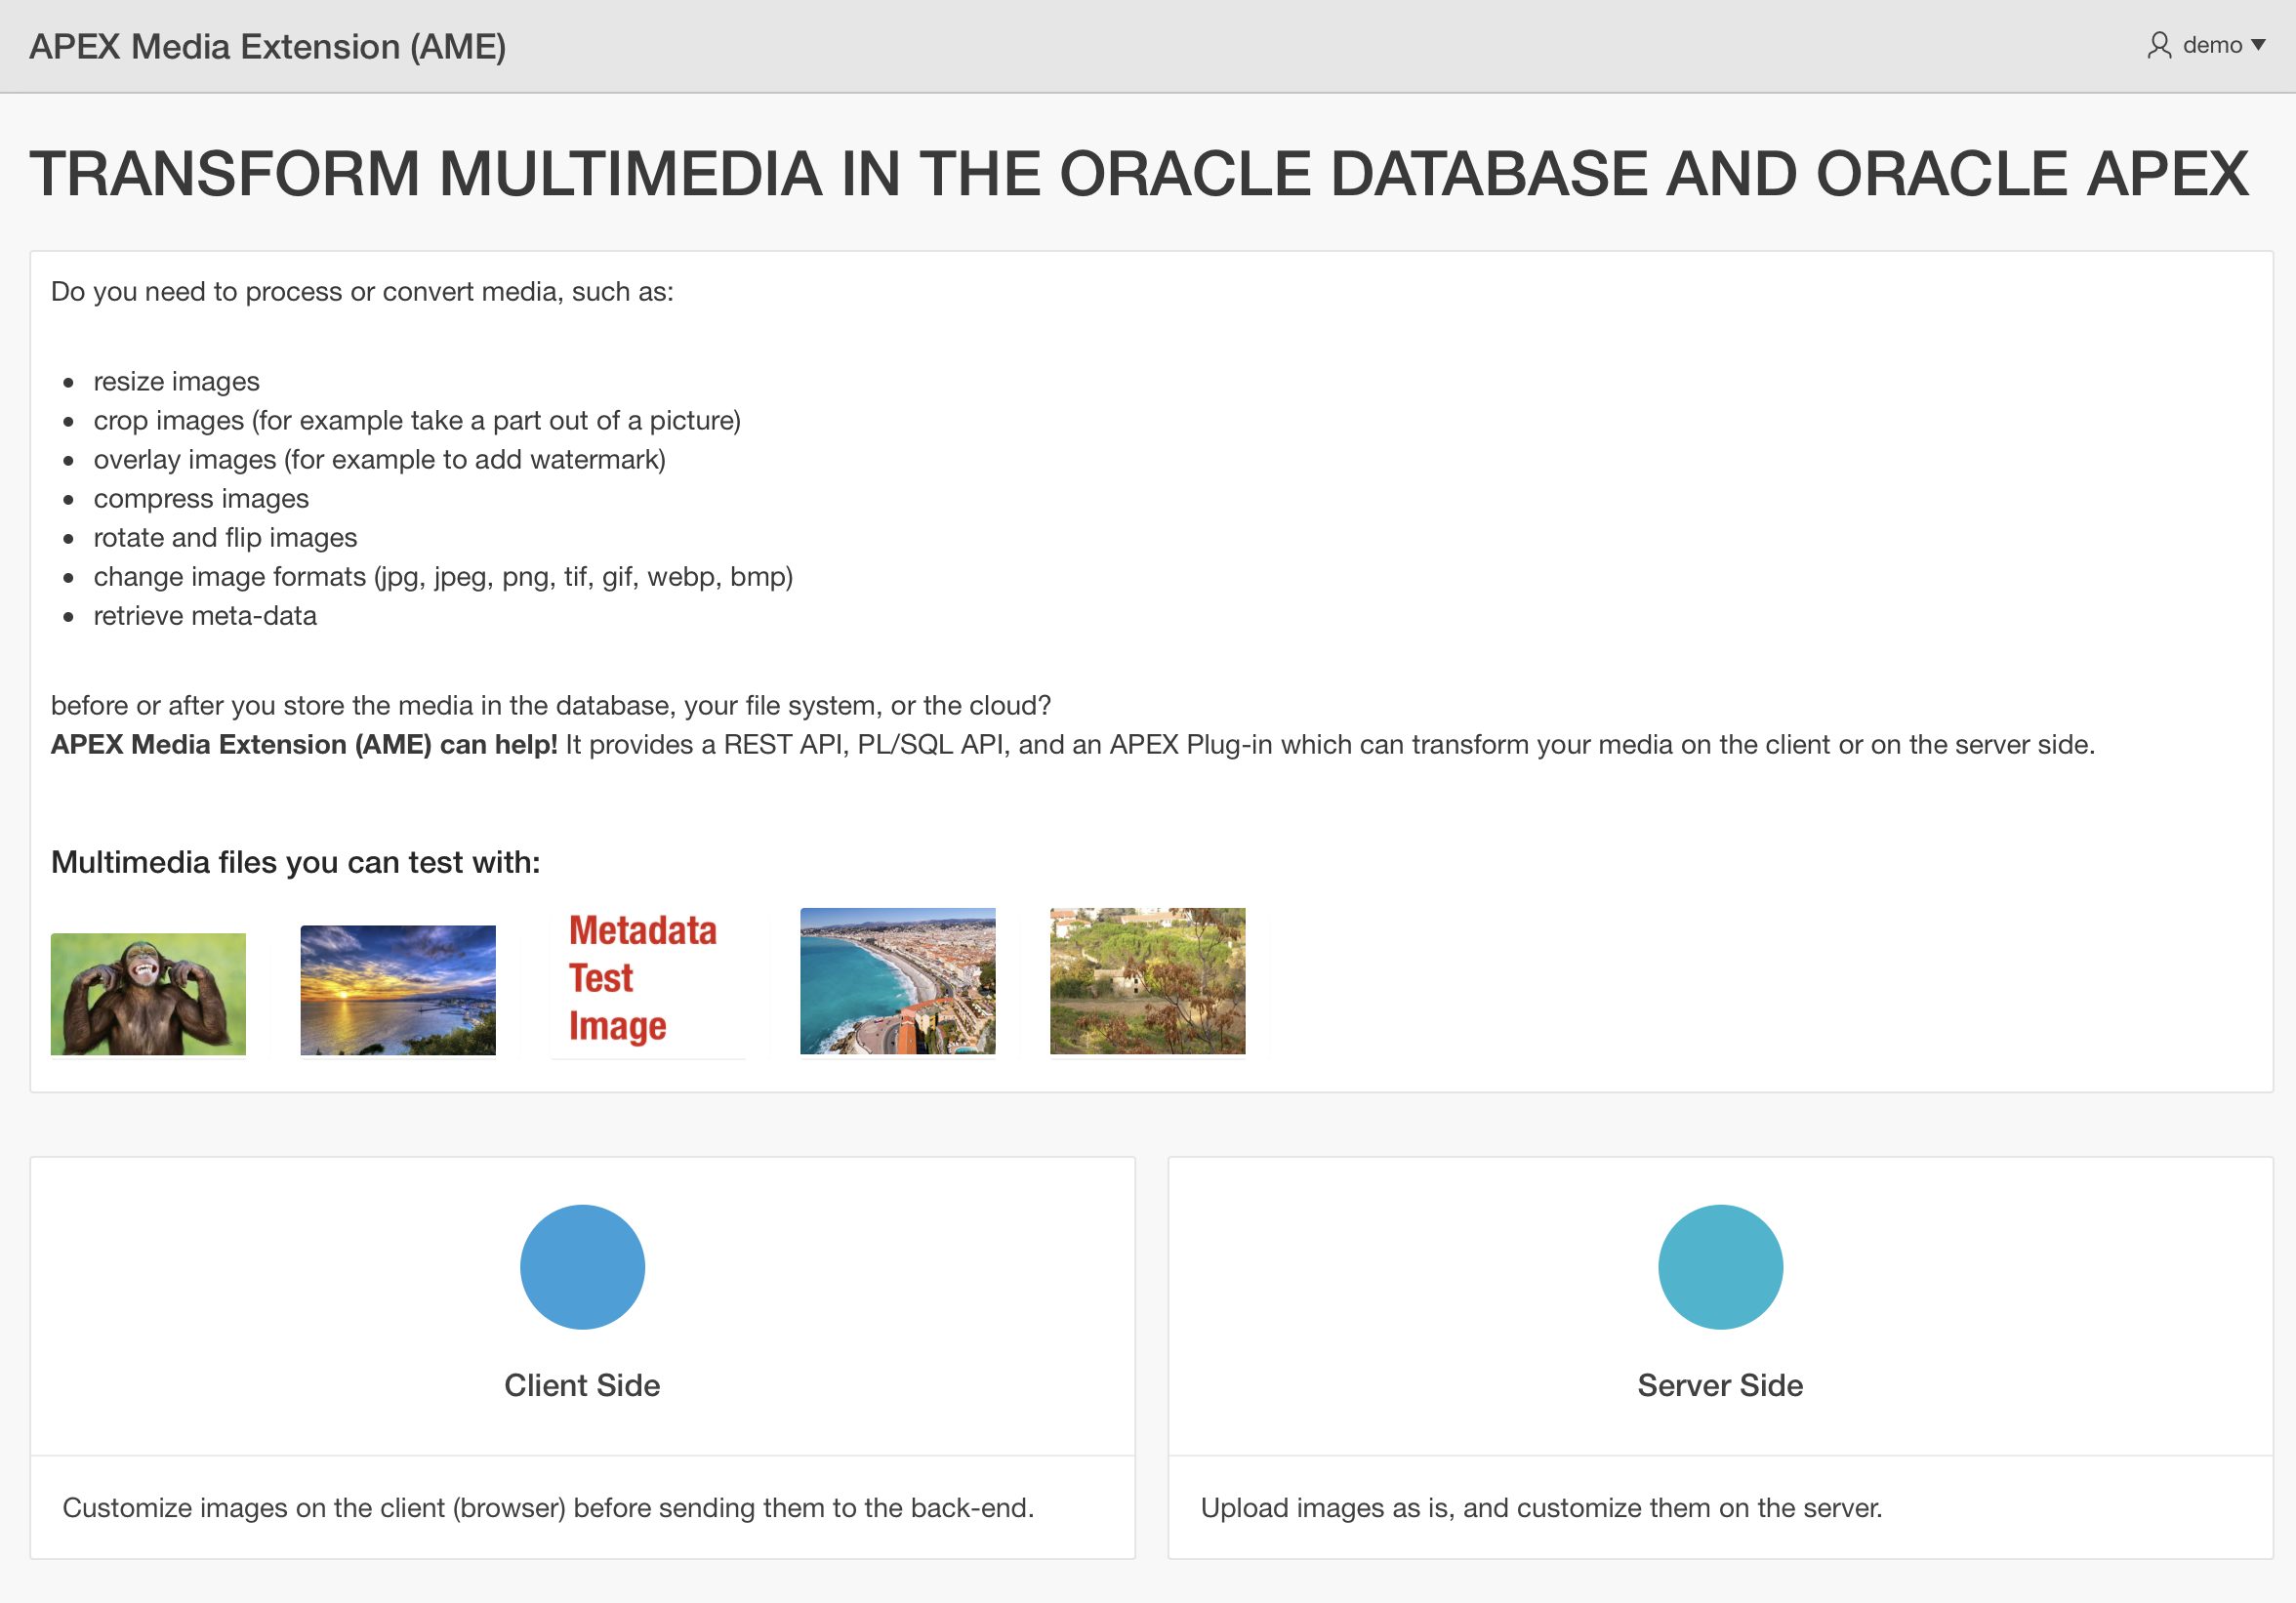 APEX Media Extension (AME)
demo
TRANSFORM MULTIMEDIA IN THE ORACLE DATABASE AND ORACLE APEX
Do you need to process or convert media, such as:
resize images
crop images (for example take a part out of a picture)
overlay images (for example to add watermark)
compress images
rotate and flip images
change image formats (jpg, jpeg, png, tif, gif, webp, bmp)
retrieve meta-data
before or after you store the media in the database, your file system, or the cloud?
APEX Media Extension (AME) can help! It provides a REST API, PL/SQL API, and an APEX Plug-in which can transform your media on the client or on the server side.
Multimedia files you can test with:
Metadata
Test
Image
Client Side
Server Side
Customize images on the client (browser) before sending them to the back-end.
Upload images as is, and customize them on the server.